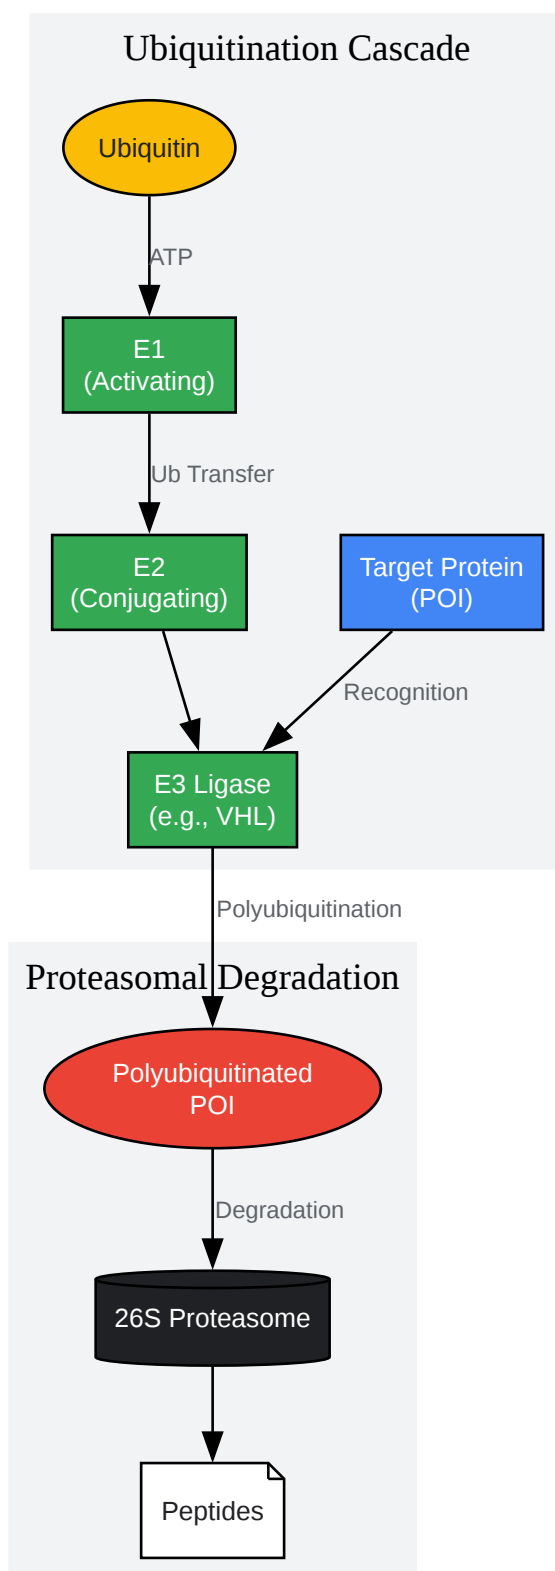 Ubiquitination Cascade
Ubiquitin
ATP
E1
(Activating)
Ub Transfer
E2
(Conjugating)
Target Protein
(POI)
Recognition
E3 Ligase
(e.g., VHL)
Polyubiquitination
Proteasomal Degradation
Polyubiquitinated
POI
Degradation
26S Proteasome
Peptides